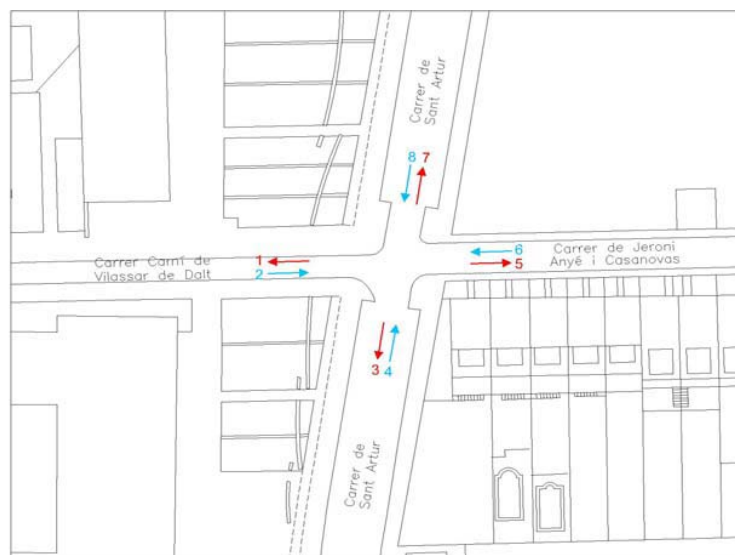 Carrer de
Sant Artur
8 7
1
2
Carrer Camí de
Vilassar de Dalt
6
5
Carrer de Jeroni
Anyé i Casanovas
3 4
Carrer de
Sant Artur